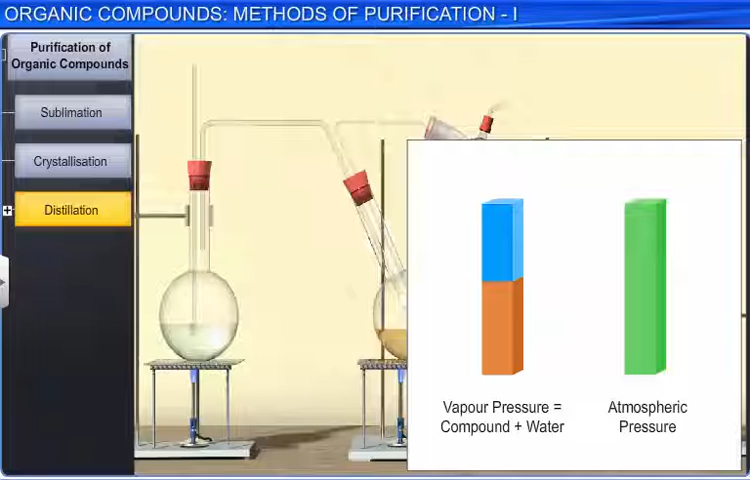 ORGANIC COMPOUNDS: METHODS OF PURIFICATION - I
Purification of
Organic Compounds
Sublimation
Crystallisation
Distillation
Vapour Pressure =
Compound + Water
Atmospheric
Pressure